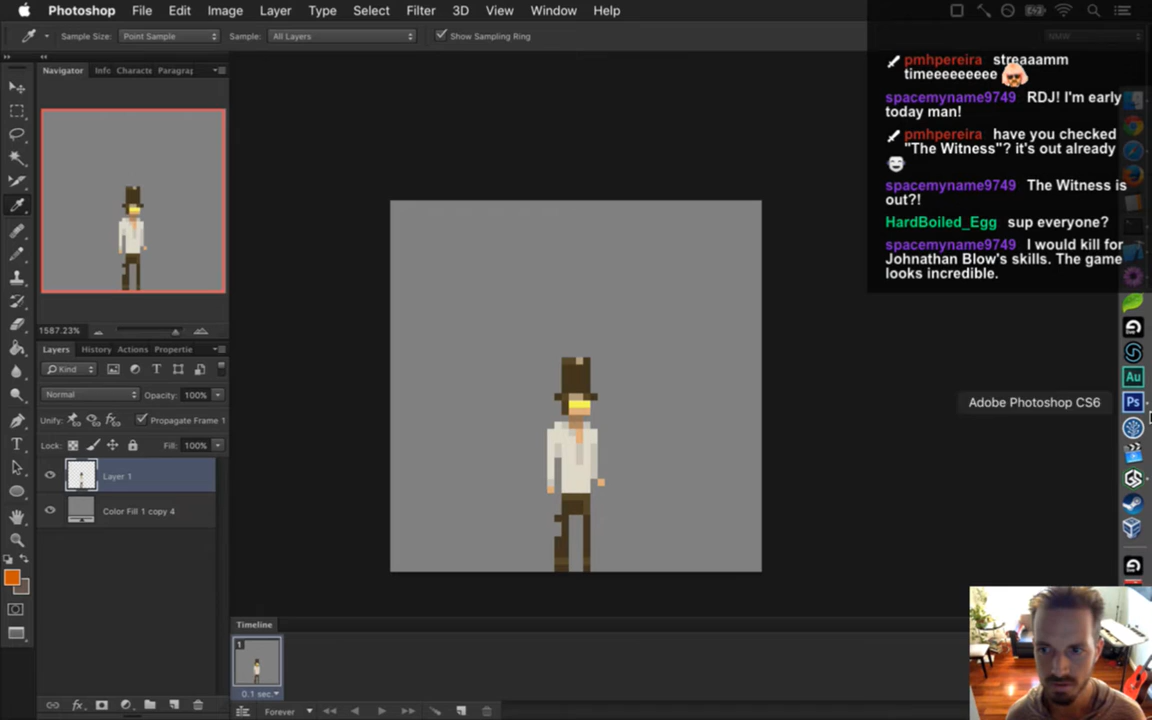 Photoshop File Edit Image Layer Type Select Filter 3D View Window Help
Sample Size: Point Sample Sample: All Layers Show Sampling Ring
Navigator Info Characte Paragrap
1587.23%
Layers History Actions Propertie
Kind
Normal Opacity: 100%
Unify: Propagate Frame 1
Lock: Fill: 100%
Layer 1
Color Fill 1 copy 4
Timeline
1
0.1 sec.
Forever
pmhpereira streaaamm
timeeeeeeeee
spacemyname9749 RDJ! I'm early
today man!
pmhpereira have you checked
"The Witness"? it's out already
spacemyname9749 The Witness is
out?!
HardBoiled_Egg sup everyone?
spacemyname9749 I would kill for
Johnathan Blow's skills. The game
looks incredible.
Adobe Photoshop CS6
Au
Ps